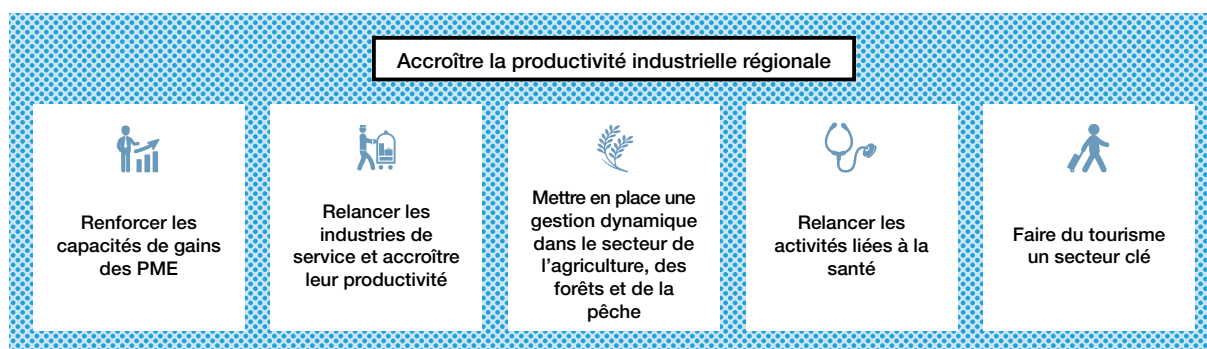 Accroître la productivité industrielle régionale
Renforcer les
capacités de gains
des PME
Relancer les
industries de
service et accroître
leur productivité
Mettre en place une
gestion dynamique
dans le secteur de
l’agriculture, des
forêts et de la
pêche
Relancer les
activités liées à la
santé
Faire du tourisme
un secteur clé